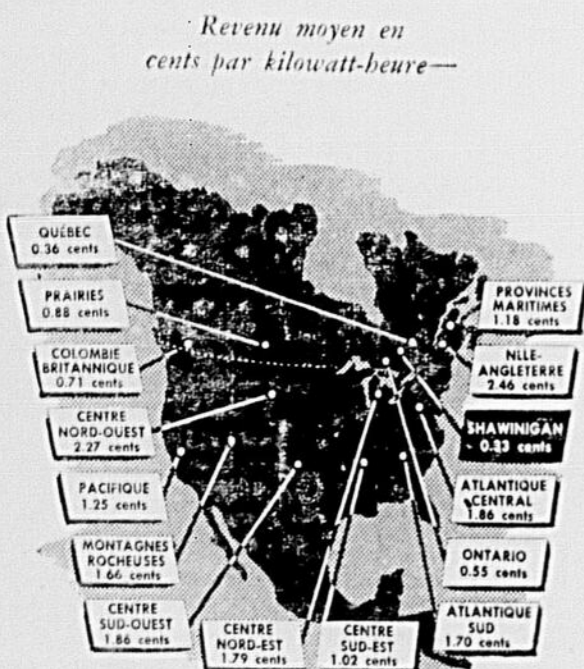 Revenu moyen en
cents par kilowatt-heure—
QUÉBEC
0.36 cents
PRAIRIES
0.88 cents
COLOMBIE
BRITANNIQUE
0.71 cents
CENTRE
NORD-OUEST
2.27 cents
PACIFIQUE
1.25 cents
MONTAGNES
ROCHEUSES
1.66 cents
CENTRE
SUD-OUEST
1.86 cents
CENTRE
NORD-EST
1.79 cents
CENTRE
SUD-EST
1.02 cents
PROVINCES
MARITIMES
1.18 cents
NLLE-
ANGLETERRE
2.46 cents
SHAWINIGAN
0.33 cents
ATLANTIQUE
CENTRAL
1.86 cents
ONTARIO
0.55 cents
ATLANTIQUE
SUD
1.70 cents